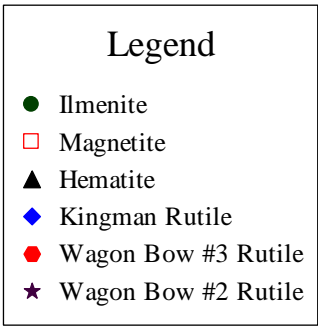 Legend
Ilmenite
Magnetite
Hematite
Kingman Rutile
Wagon Bow #3 Rutile
Wagon Bow #2 Rutile